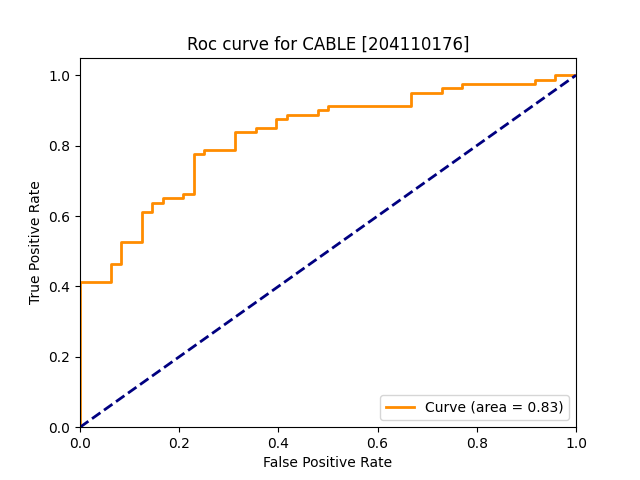 Roc curve for CABLE [204110176]
True Positive Rate
1.0
0.8
0.6
0.4
0.2
0.0
Curve (area = 0.83)
0.0 0.2 0.4 0.6 0.8 1.0
False Positive Rate